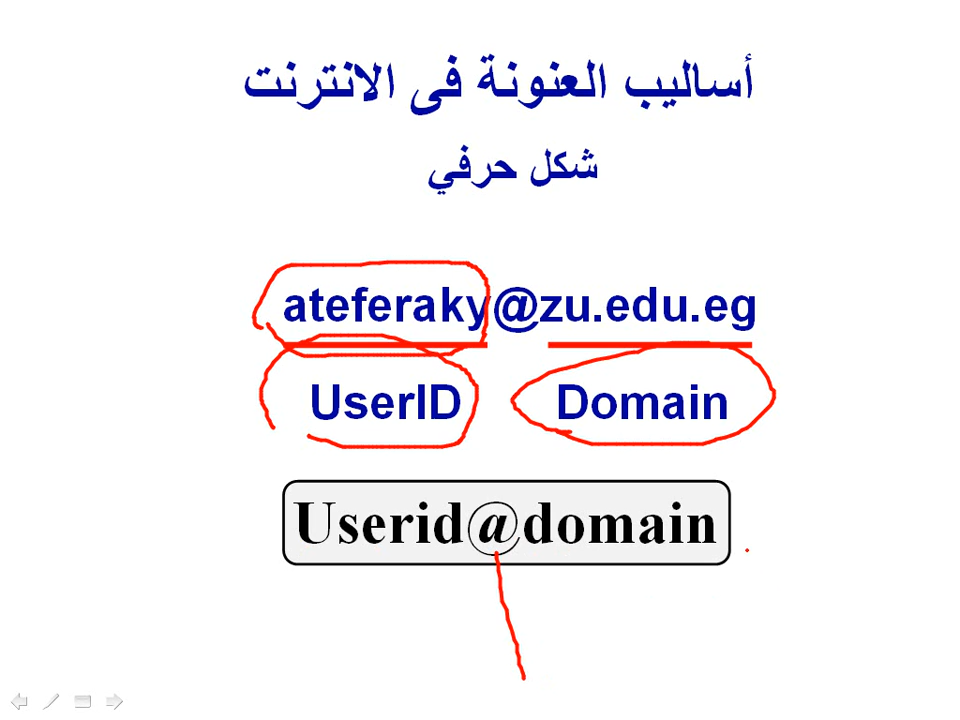 أساليب العنونة فى الانترنت
شكل حرفي
ateferaky@zu.edu.eg
UserID Domain
Userid@domain